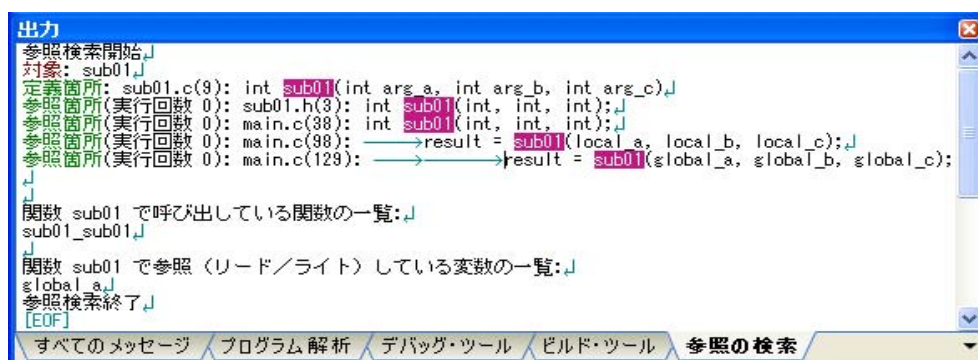 出力
参照検索開始↵
対象: sub01↵
定義箇所: sub01.c(9): int sub01(int arg_a, int arg_b, int arg_c)↵
参照箇所(実行回数 0): sub01.h(3): int sub01(int, int, int);↵
参照箇所(実行回数 0): main.c(38): int sub01(int, int, int);↵
参照箇所(実行回数 0): main.c(98): ───→result = sub01(local_a, local_b, local_c);↵
参照箇所(実行回数 0): main.c(129): ───→───→result = sub01(global_a, global_b, global_c);
↵
↵
関数 sub01 で呼び出している関数の一覧:↵
sub01_sub01↵
↵
関数 sub01 で参照（リード／ライト）している変数の一覧:↵
global_a↵
参照検索終了↵
[EOF]
すべてのメッセージ プログラム解析 デバッグ・ツール ビルド・ツール 参照の検索